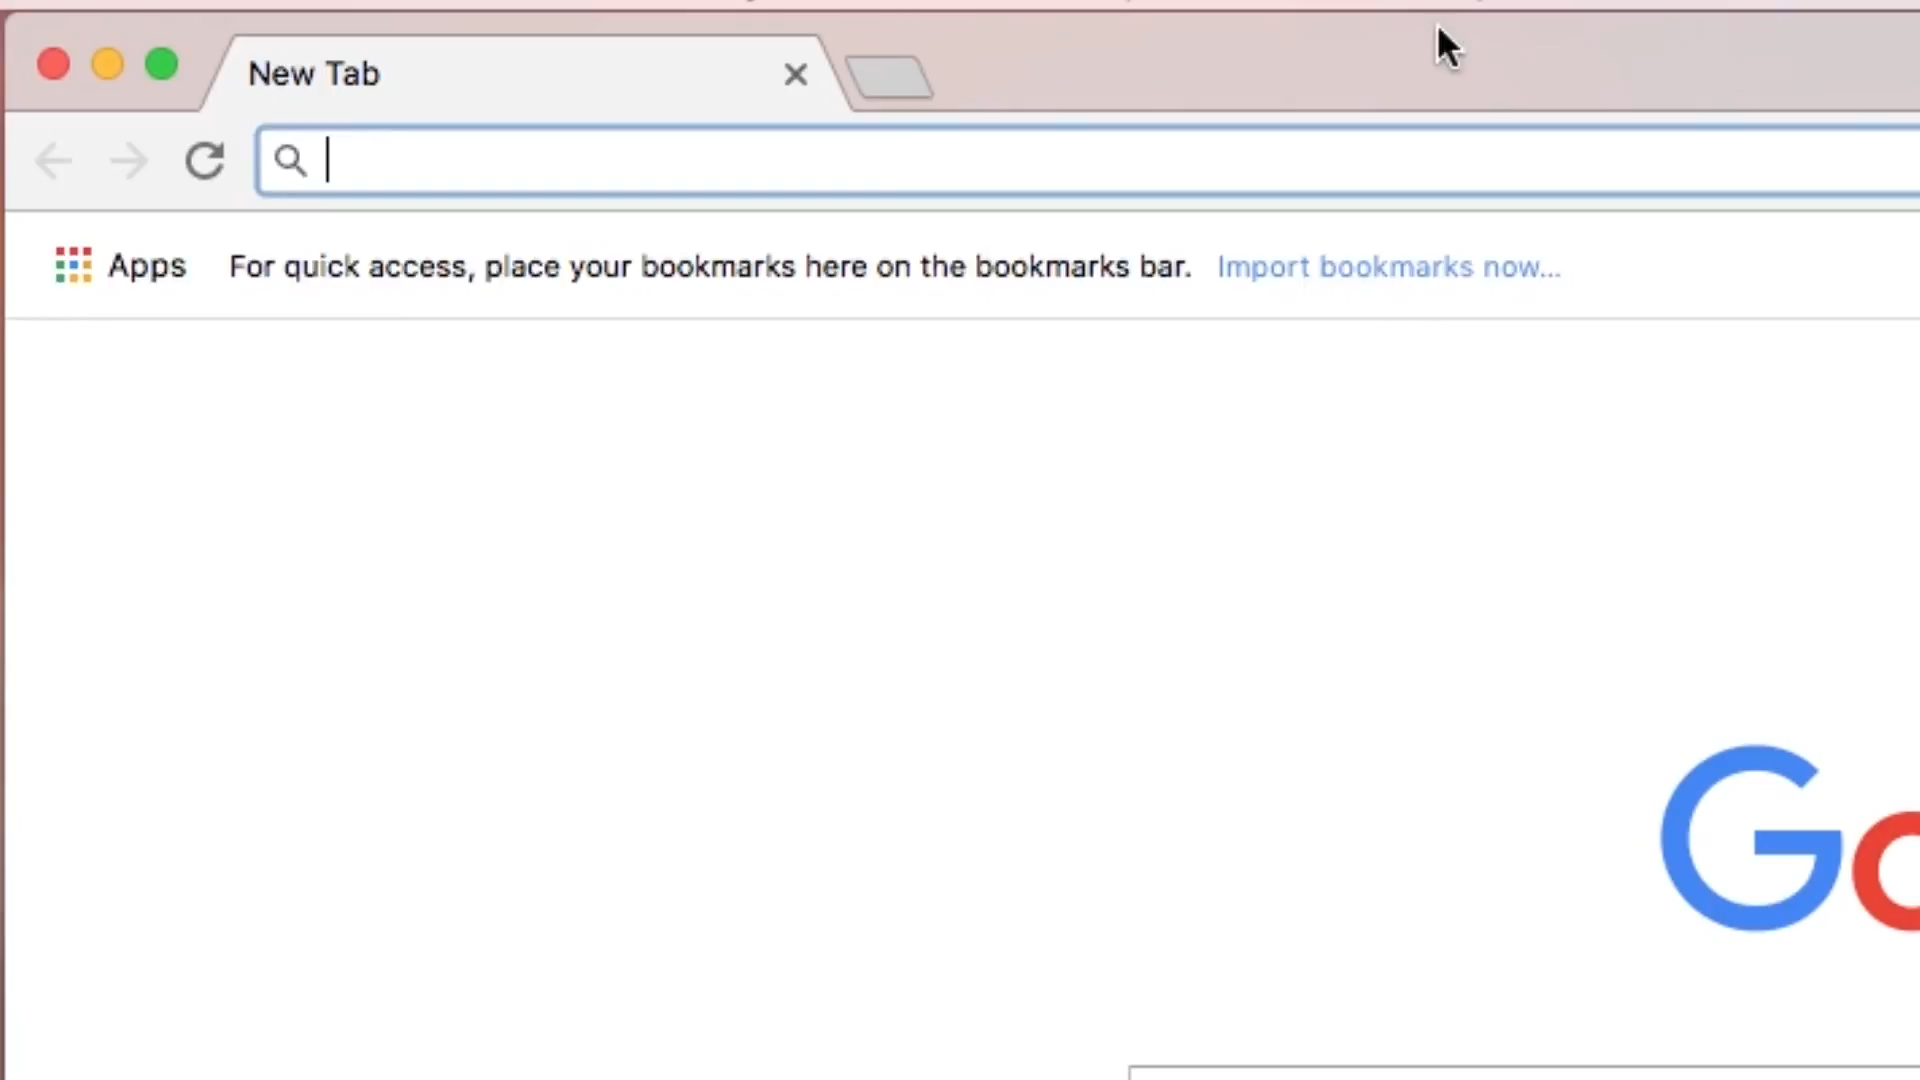 New Tab
Apps For quick access, place your bookmarks here on the bookmarks bar. Import bookmarks now...
Go